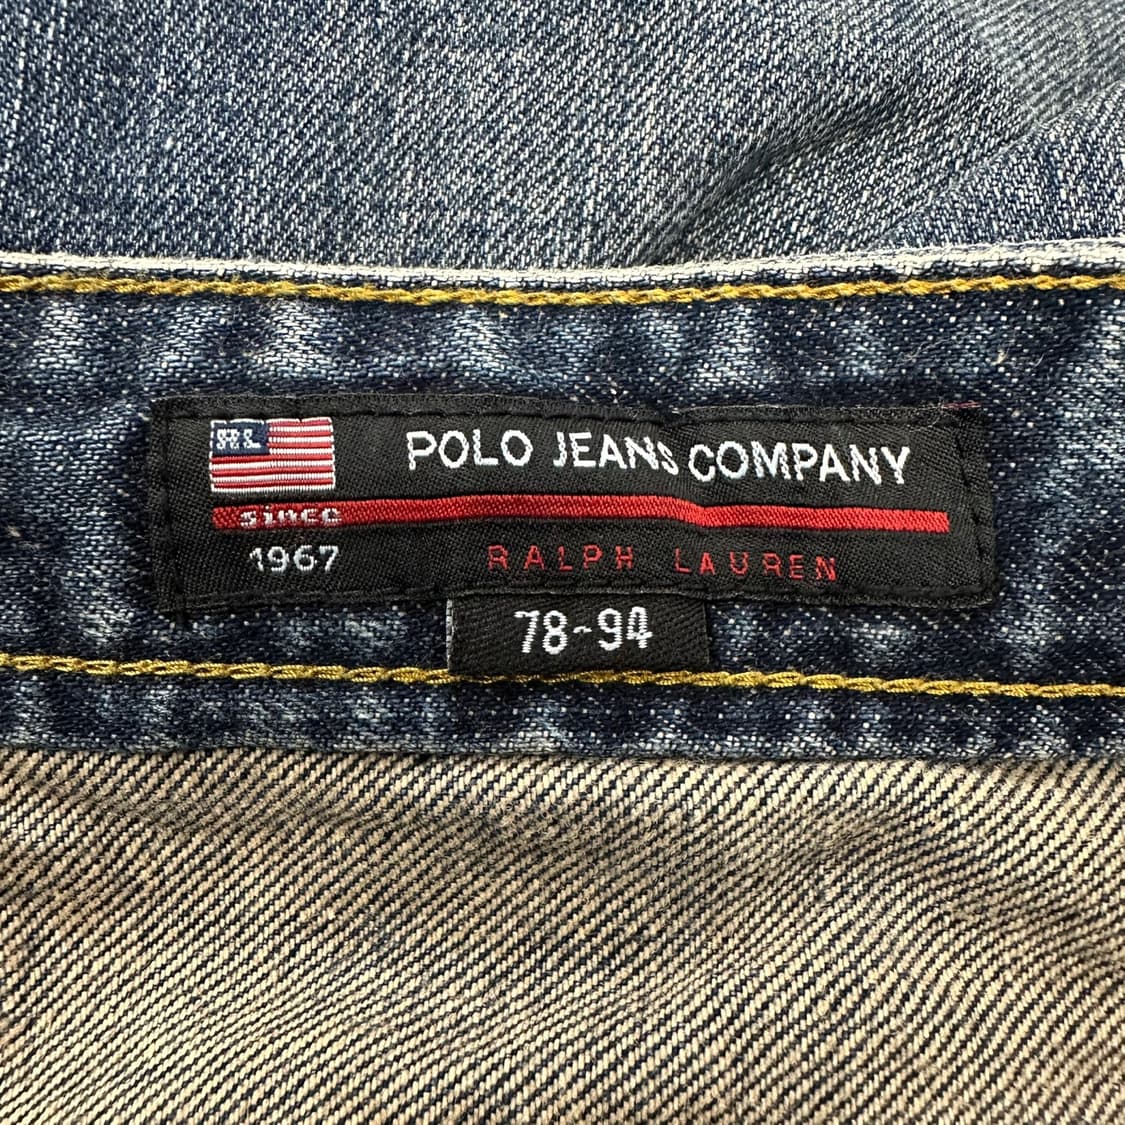 RL
POLO JEANS COMPANY
since
1967
RALPH LAUREN
78-94